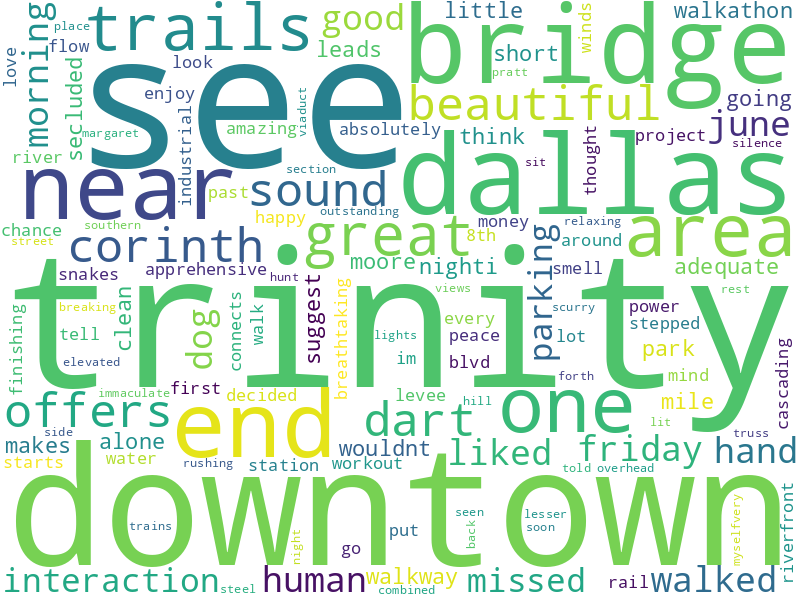 place
flow
love
morning
trails
good
leads
little
walkathon
winds
short
pratt
bridge
see
look
enjoy
secluded
margaret
river
industrial
amazing
viaduct
absolutely
beautiful
going
june
think
thought
project
silence
near
past
section
sound
outstanding
happy
dallas
sit
money
relaxing
chance
southern
street
corinth
great
8th
around
area
snakes
apprehensive
hunt
moore
nighti
parking
smell
adequate
trinity
breaking
tell
clean
finishing
elevated
dog
connects
walk
suggest
breathtaking
views
lights
im
every
peace
blvd
scurry
lot
power
stepped
park
rest
mind
cascading
first
decided
immaculate
levee
hill
forth
mile
lit
offers
end
dart
one
truss
side
makes
alone
wouldnt
liked
friday
hand
starts
water
rushing
station
workout
told
overhead
downtown
trains
night
put
go
seen
back
lesser
soon
myselfvery
riverfront
interaction
steel
human
walkway
combined
missed
rail
walked